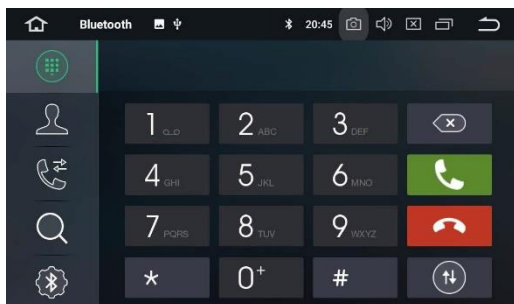 Bluetooth 20:45
1 2 ABC 3 DEF
4 GHI 5 JKL 6 MNO
7 PQRS 8 TUV 9 WXYZ
* 0+ #